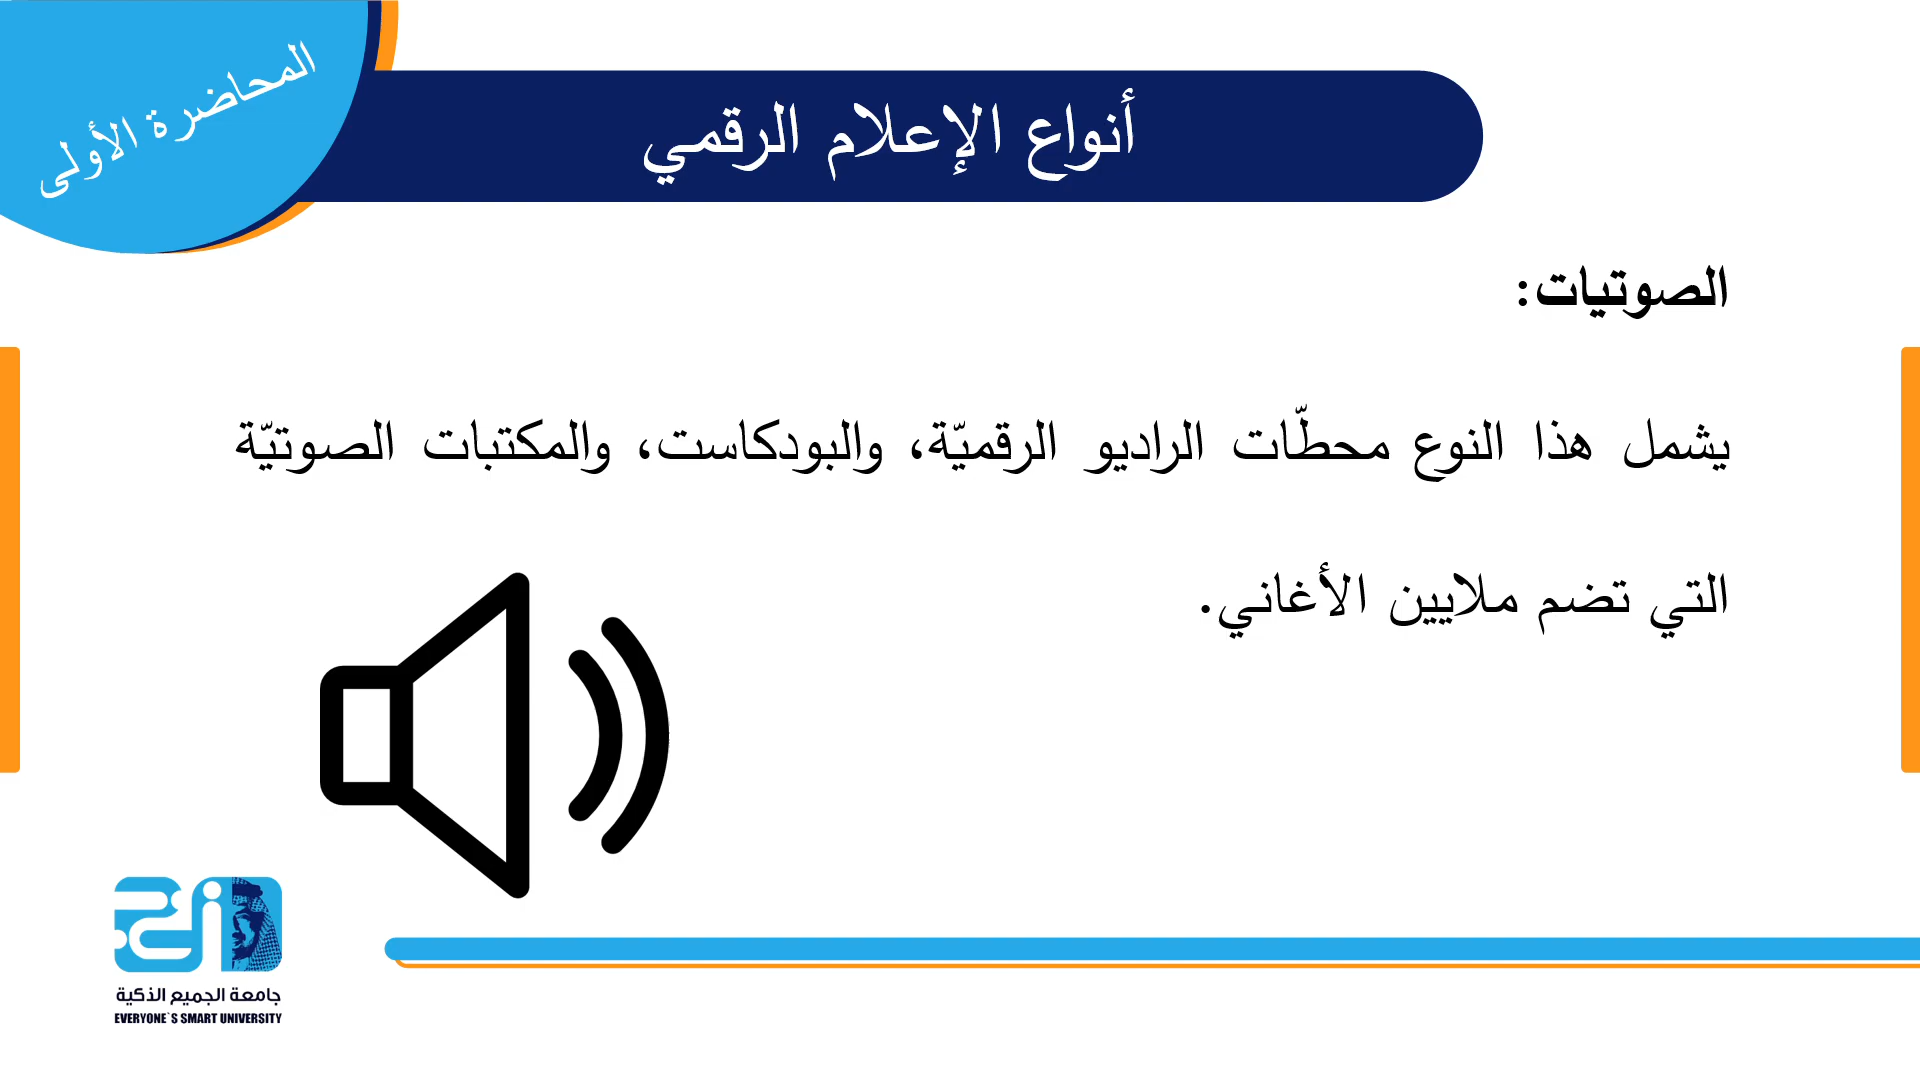 المحاضرة الأولى
أنواع الإعلام الرقمي
الصوتيات:
يشمل هذا النوع محطّات الراديو الرقميّة، والبودكاست، والمكتبات الصوتيّة
التي تضم ملايين الأغاني.
جامعة الجميع الذكية
EVERYONE`S SMART UNIVERSITY